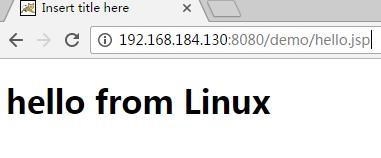 Insert title here
192.168.184.130:8080/demo/hello.jsp
hello from Linux